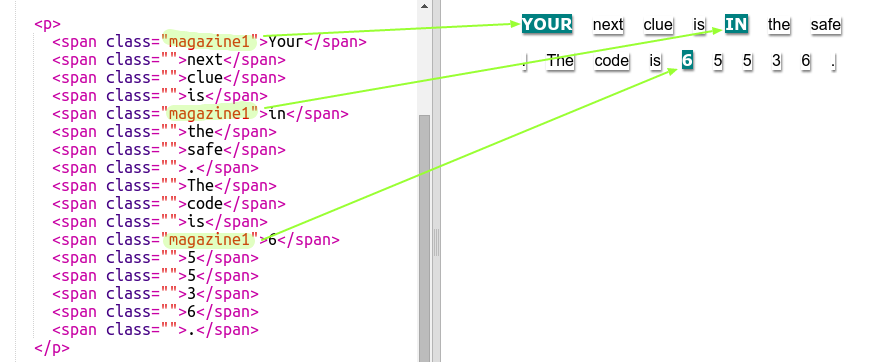 <p>
<span class="magazine1">Your</span>
<span class="">next</span>
<span class="">clue</span>
<span class="">is</span>
<span class="magazine1">in</span>
<span class="">the</span>
<span class="">safe</span>
<span class="">.</span>
<span class="">The</span>
<span class="">code</span>
<span class="">is</span>
<span class="magazine1">6</span>
<span class="">5</span>
<span class="">5</span>
<span class="">3</span>
<span class="">6</span>
<span class="">.</span>
</p>
YOUR next clue is IN the safe
. The code is 6 5 5 3 6 .